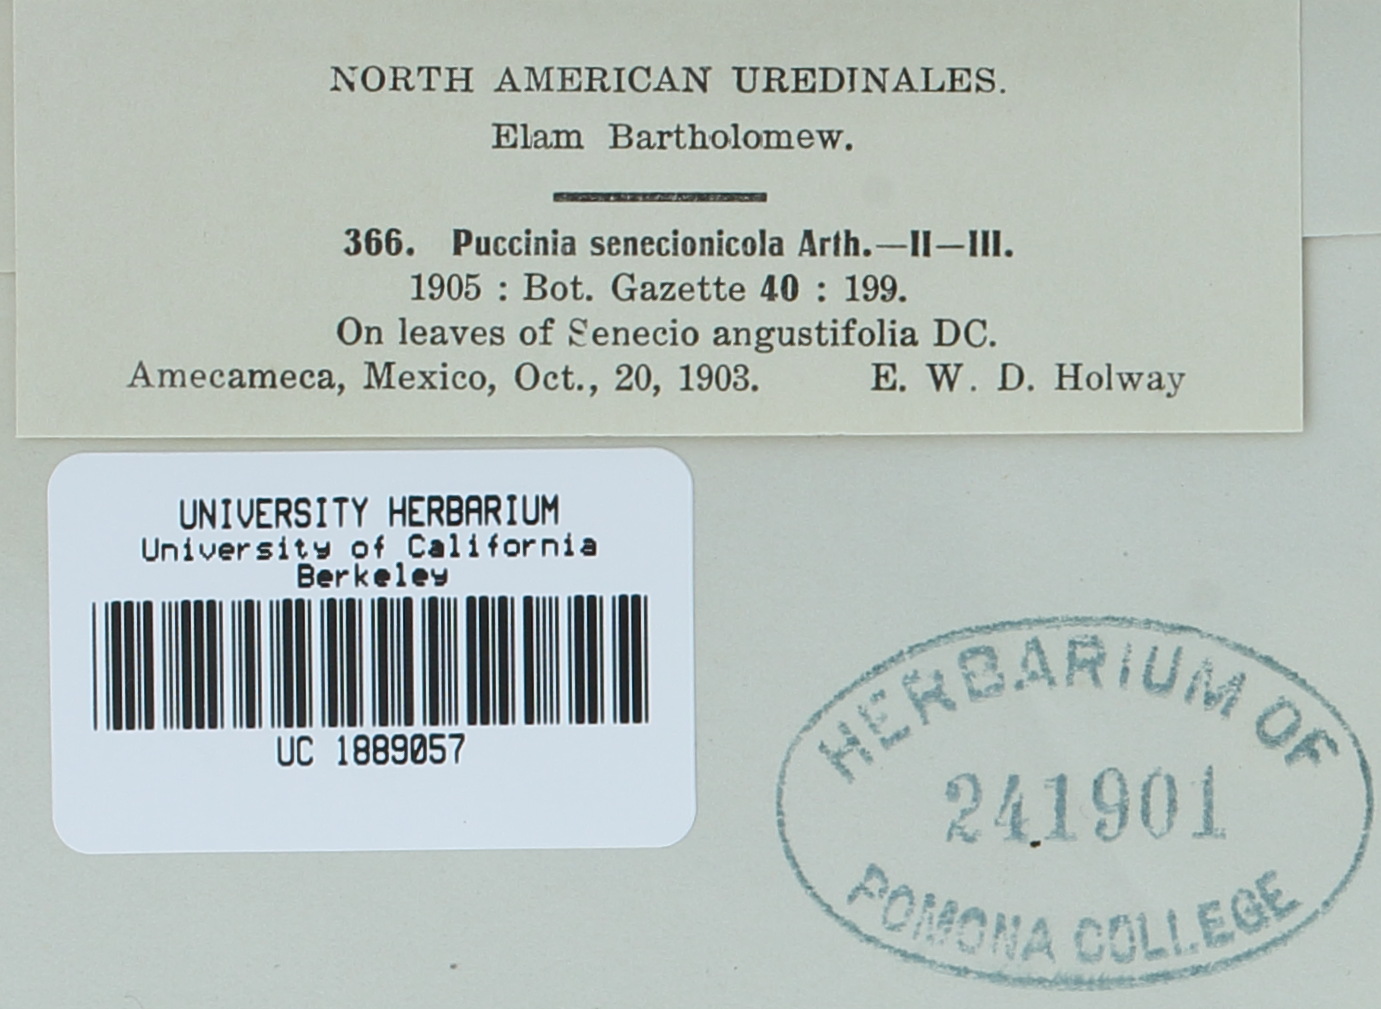 NORTH AMERICAN UREDINALES.
Elam Bartholomew.
366. Puccinia senecionicola Arth.—II—III.
1905 : Bot. Gazette 40 : 199.
On leaves of Senecio angustifolia DC.
Amecameca, Mexico, Oct., 20, 1903. E. W. D. Holway
UNIVERSITY HERBARIUM
University of California
Berkeley
UC 1889057
HERBARIUM OF
241901
POMONA COLLEGE